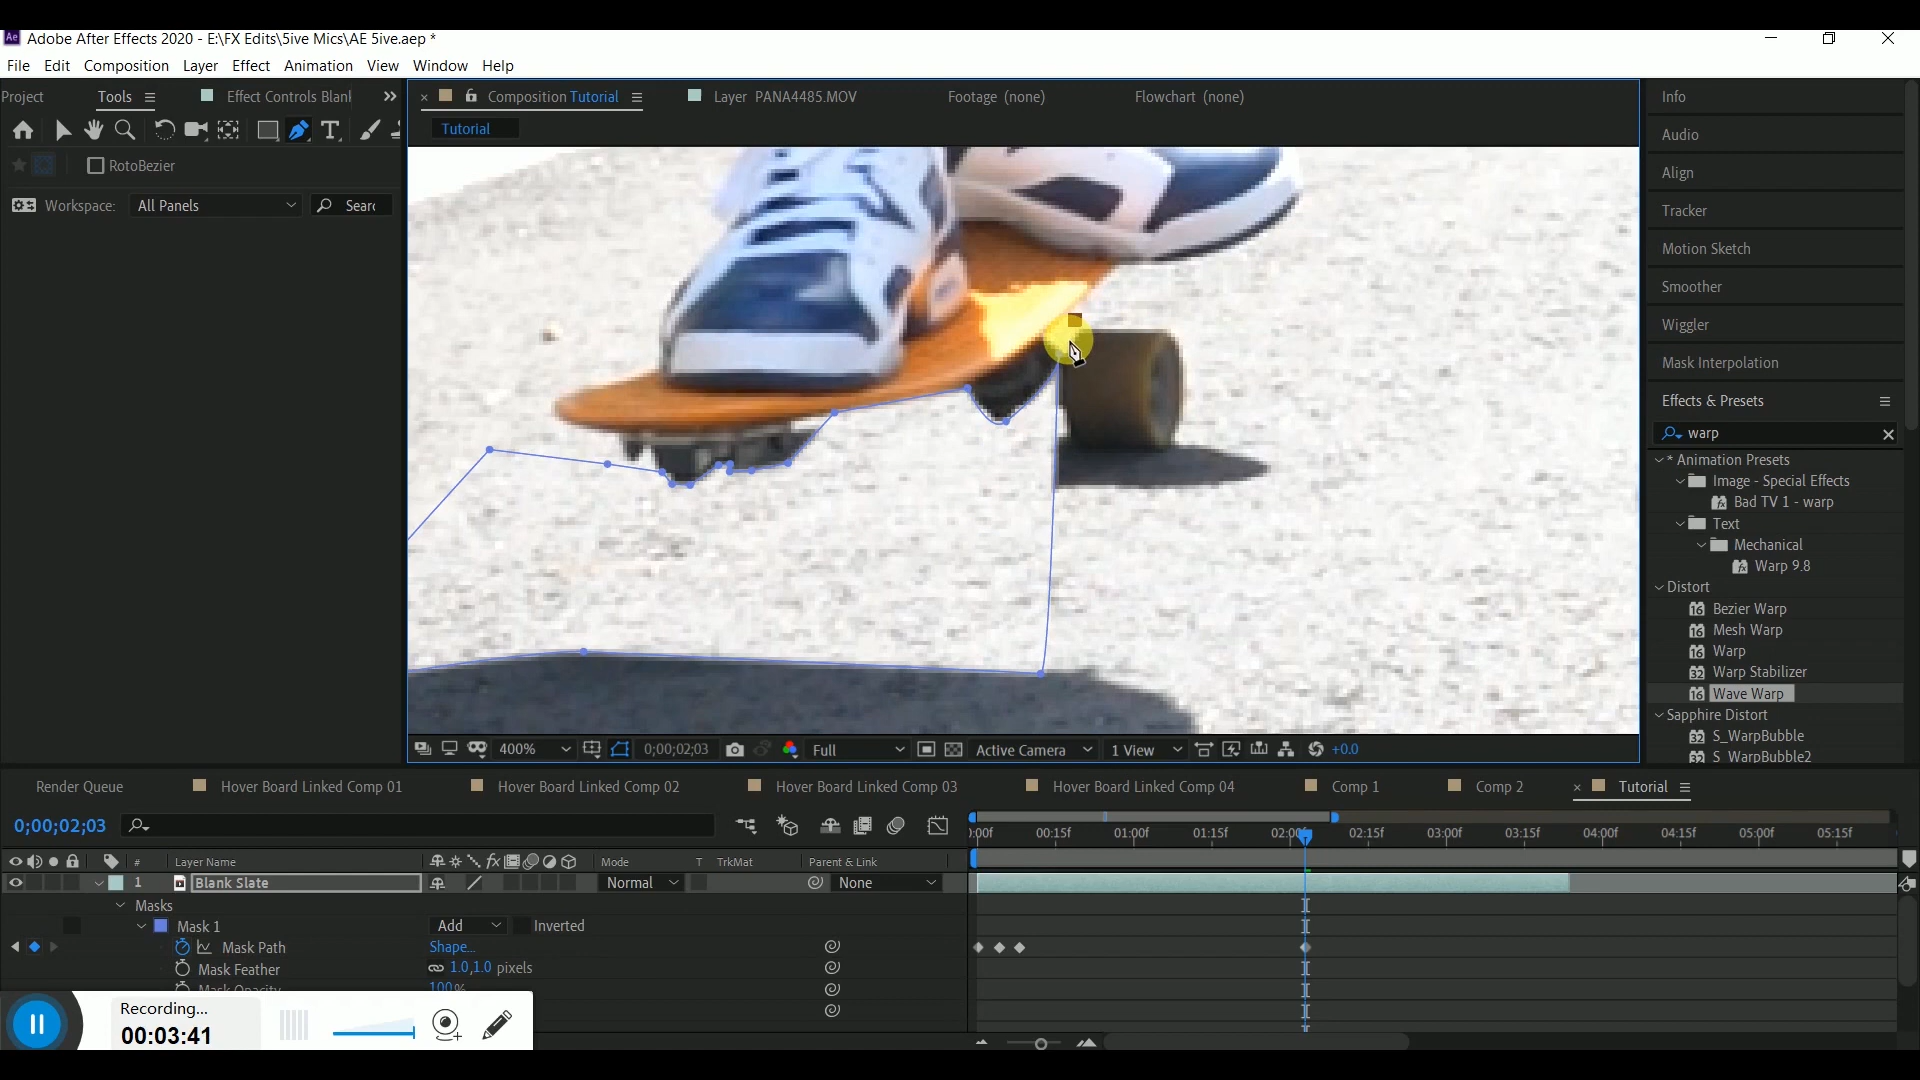 Ae Adobe After Effects 2020 - E:\FX Edits\5ive Mics\AE 5ive.aep *
File Edit Composition Layer Effect Animation View Window Help
Project Tools Effect Controls Blank
Composition Tutorial Layer PANA4485.MOV Footage (none) Flowchart (none)
Tutorial
RotoBezier
Workspace: All Panels Searc
Info
Audio
Align
Tracker
Motion Sketch
Smoother
Wiggler
Mask Interpolation
Effects & Presets
warp
* Animation Presets
Image - Special Effects
Bad TV 1 - warp
Text
Mechanical
Warp 9.8
Distort
Bezier Warp
Mesh Warp
Warp
Warp Stabilizer
Wave Warp
Sapphire Distort
S_WarpBubble
S_WarpBubble2
400% 0;00;02;03 Full Active Camera 1 View +0.0
Render Queue Hover Board Linked Comp 01 Hover Board Linked Comp 02 Hover Board Linked Comp 03 Hover Board Linked Comp 04 Comp 1 Comp 2 Tutorial
0;00;02;03
:00f 00:15f 01:00f 01:15f 02:00f 02:15f 03:00f 03:15f 04:00f 04:15f 05:00f 05:15f
# Layer Name Mode T TrkMat Parent & Link
1 Blank Slate Normal None
Masks
Mask 1 Add Inverted
Mask Path Shape...
Mask Feather 1.0,1.0 pixels
Mask Opacity 100%
Recording...
00:03:41